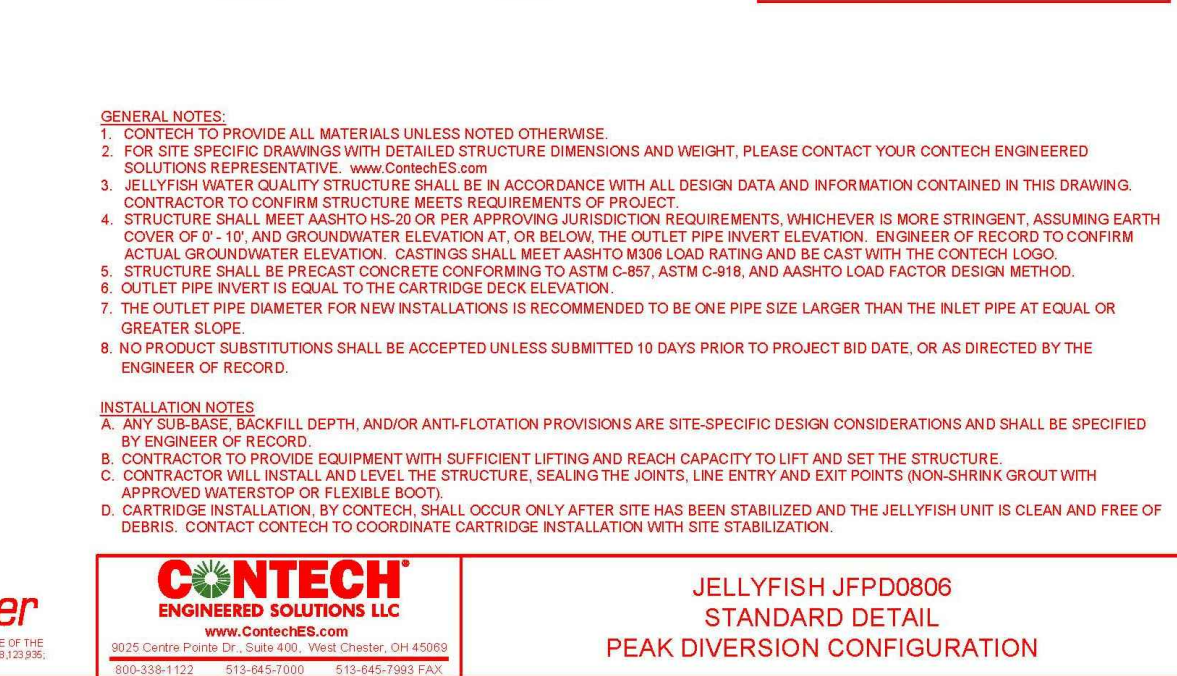 GENERAL NOTES:
1. CONTECH TO PROVIDE ALL MATERIALS UNLESS NOTED OTHERWISE.
2. FOR SITE SPECIFIC DRAWINGS WITH DETAILED STRUCTURE DIMENSIONS AND WEIGHT, PLEASE CONTACT YOUR CONTECH ENGINEERED
SOLUTIONS REPRESENTATIVE. www.ContechES.com
3. JELLYFISH WATER QUALITY STRUCTURE SHALL BE IN ACCORDANCE WITH ALL DESIGN DATA AND INFORMATION CONTAINED IN THIS DRAWING.
CONTRACTOR TO CONFIRM STRUCTURE MEETS REQUIREMENTS OF PROJECT.
4. STRUCTURE SHALL MEET AASHTO HS-20 OR PER APPROVING JURISDICTION REQUIREMENTS, WHICHEVER IS MORE STRINGENT, ASSUMING EARTH
COVER OF 0' - 10', AND GROUNDWATER ELEVATION AT, OR BELOW, THE OUTLET PIPE INVERT ELEVATION. ENGINEER OF RECORD TO CONFIRM
ACTUAL GROUNDWATER ELEVATION. CASTINGS SHALL MEET AASHTO M306 LOAD RATING AND BE CAST WITH THE CONTECH LOGO.
5. STRUCTURE SHALL BE PRECAST CONCRETE CONFORMING TO ASTM C-857, ASTM C-918, AND AASHTO LOAD FACTOR DESIGN METHOD.
6. OUTLET PIPE INVERT IS EQUAL TO THE CARTRIDGE DECK ELEVATION.
7. THE OUTLET PIPE DIAMETER FOR NEW INSTALLATIONS IS RECOMMENDED TO BE ONE PIPE SIZE LARGER THAN THE INLET PIPE AT EQUAL OR
GREATER SLOPE.
8. NO PRODUCT SUBSTITUTIONS SHALL BE ACCEPTED UNLESS SUBMITTED 10 DAYS PRIOR TO PROJECT BID DATE, OR AS DIRECTED BY THE
ENGINEER OF RECORD.
INSTALLATION NOTES
A. ANY SUB-BASE, BACKFILL DEPTH, AND/OR ANTI-FLOTATION PROVISIONS ARE SITE-SPECIFIC DESIGN CONSIDERATIONS AND SHALL BE SPECIFIED
BY ENGINEER OF RECORD.
B. CONTRACTOR TO PROVIDE EQUIPMENT WITH SUFFICIENT LIFTING AND REACH CAPACITY TO LIFT AND SET THE STRUCTURE.
C. CONTRACTOR WILL INSTALL AND LEVEL THE STRUCTURE, SEALING THE JOINTS, LINE ENTRY AND EXIT POINTS (NON-SHRINK GROUT WITH
APPROVED WATERSTOP OR FLEXIBLE BOOT).
D. CARTRIDGE INSTALLATION, BY CONTECH, SHALL OCCUR ONLY AFTER SITE HAS BEEN STABILIZED AND THE JELLYFISH UNIT IS CLEAN AND FREE OF
DEBRIS. CONTACT CONTECH TO COORDINATE CARTRIDGE INSTALLATION WITH SITE STABILIZATION.
er
E OF THE
8,123,935;
CONTECH®
ENGINEERED SOLUTIONS LLC
www.ContechES.com
9025 Centre Pointe Dr., Suite 400, West Chester, OH 45069
800-338-1122 513-645-7000 513-645-7993 FAX
JELLYFISH JFPD0806
STANDARD DETAIL
PEAK DIVERSION CONFIGURATION